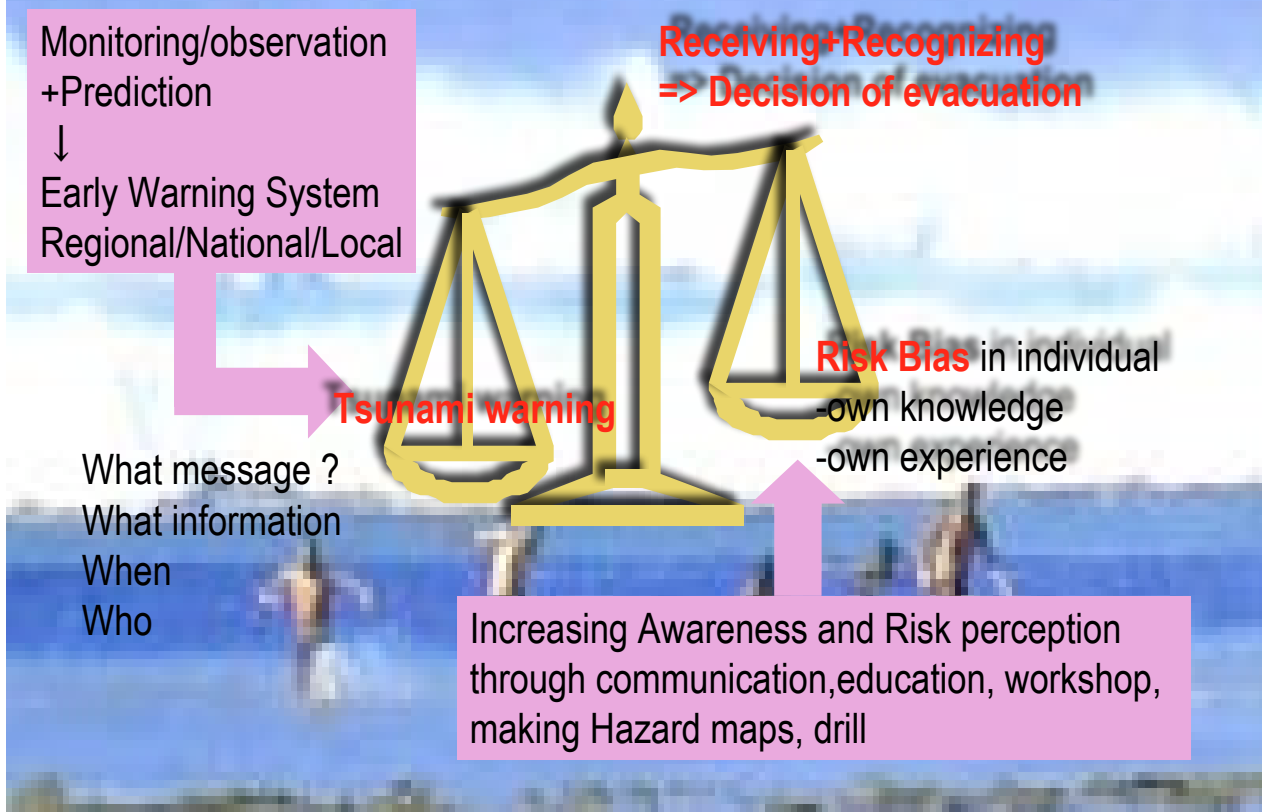 Monitoring/observation
+Prediction
↓
Early Warning System
Regional/National/Local
Receiving+Recognizing
=> Decision of evacuation
Tsunami warning
Risk Bias in individual
-own knowledge
-own experience
What message ?
What information
When
Who
Increasing Awareness and Risk perception
through communication,education, workshop,
making Hazard maps, drill